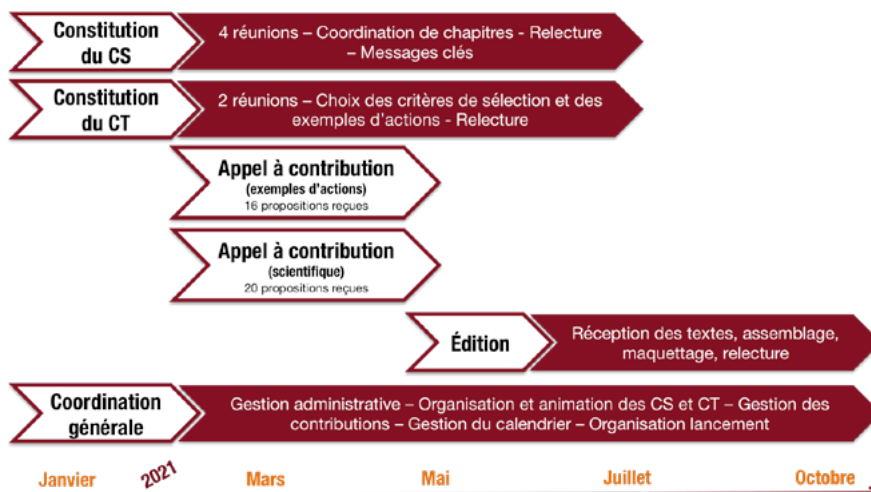 Constitution
du CS
4 réunions – Coordination de chapitres - Relecture
– Messages clés
Constitution
du CT
2 réunions – Choix des critères de sélection et des
exemples d'actions - Relecture
Appel à contribution
(exemples d'actions)
16 propositions reçues
Appel à contribution
(scientifique)
20 propositions reçues
Édition
Réception des textes, assemblage,
maquettage, relecture
Coordination
générale
Gestion administrative – Organisation et animation des CS et CT – Gestion des
contributions – Gestion du calendrier – Organisation lancement
Janvier 2021 Mars Mai Juillet Octobre